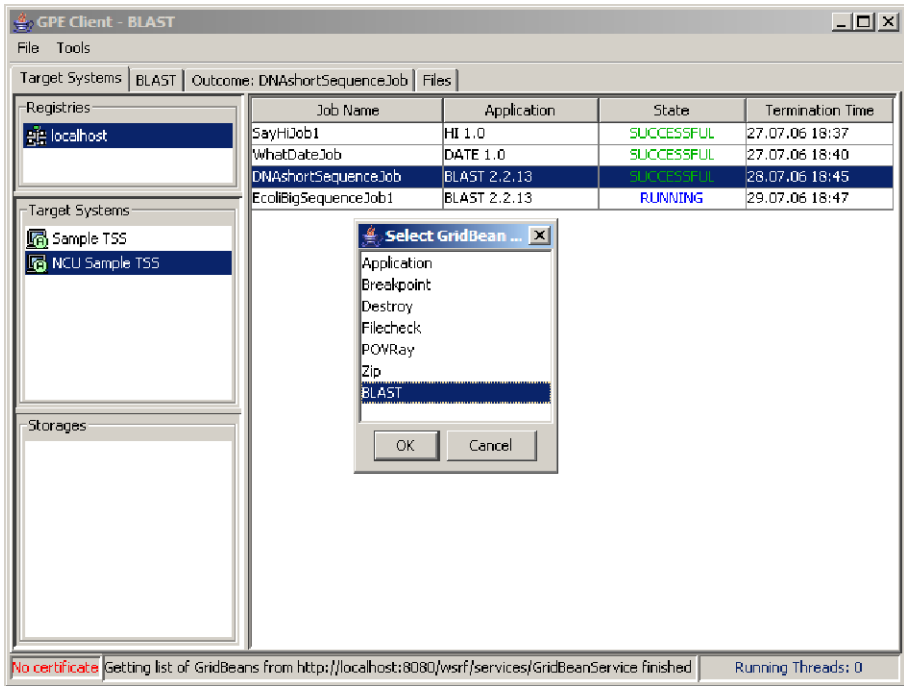 GPE Client - BLAST
File Tools
Target Systems BLAST Outcome: DNAshortSequenceJob Files
Registries
localhost
Target Systems
Sample TSS
NCU Sample TSS
Storages
Job Name Application State Termination Time
SayHiJob1 HI 1.0 SUCCESSFUL 27.07.06 18:37
WhatDateJob DATE 1.0 SUCCESSFUL 27.07.06 18:40
DNAshortSequenceJob BLAST 2.2.13 SUCCESSFUL 28.07.06 18:45
EcoliBigSequenceJob1 BLAST 2.2.13 RUNNING 29.07.06 18:47
Select GridBean ...
Application
Breakpoint
Destroy
Filecheck
POVRay
Zip
BLAST
OK Cancel
No certificate Getting list of GridBeans from http://localhost:8080/wsrf/services/GridBeanService finished Running Threads: 0